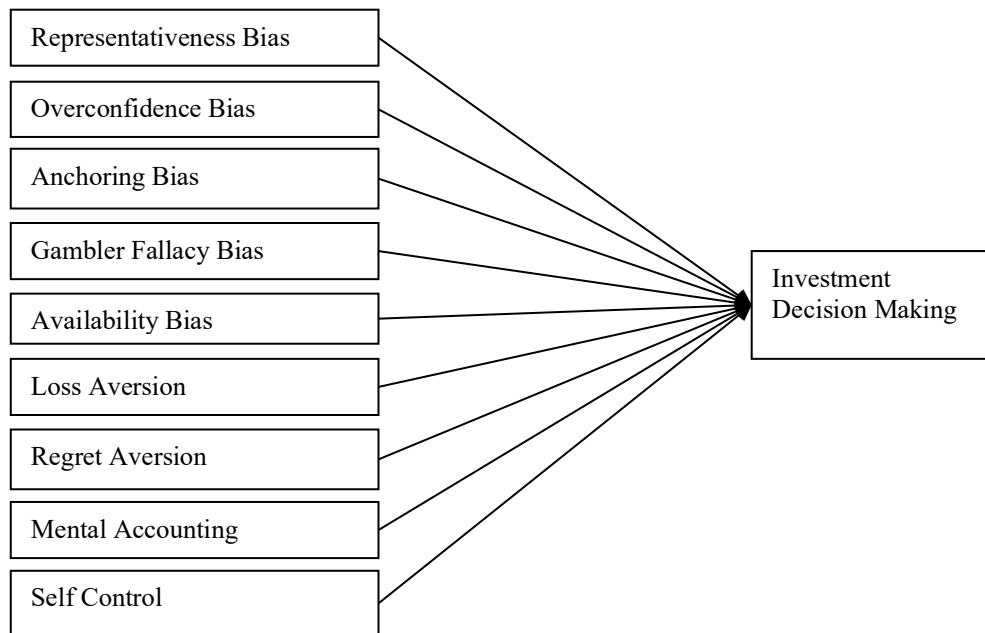 Representativeness Bias
Overconfidence Bias
Anchoring Bias
Gambler Fallacy Bias
Availability Bias
Loss Aversion
Regret Aversion
Mental Accounting
Self Control
Investment
Decision Making